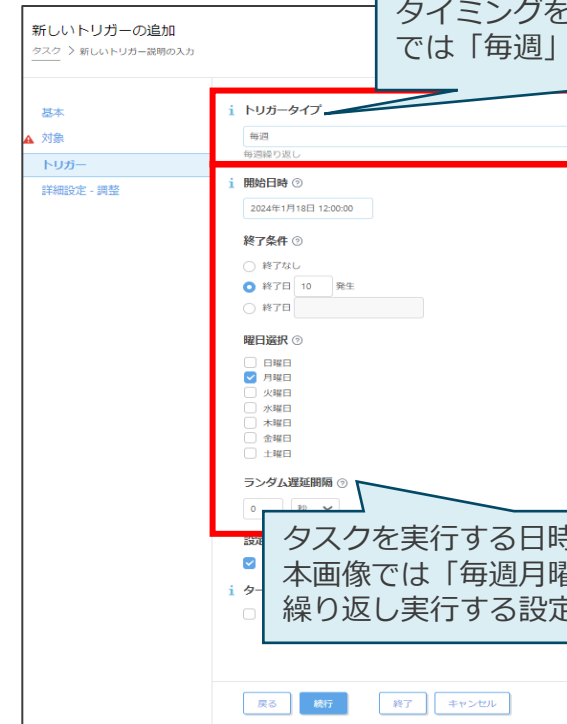 新しいトリガーの追加
タスク > 新しいトリガー説明の入力
タイミングを
では「毎週」
基本
対象
トリガー
詳細設定 - 調整
トリガータイプ
毎週
毎週繰り返し
開始日時
2024年1月18日 12:00:00
終了条件
終了なし
終了日 10 発生
終了日
曜日選択
日曜日
月曜日
火曜日
水曜日
木曜日
金曜日
土曜日
ランダム遅延間隔
0 秒
タスクを実行する日時
本画像では「毎週月曜
繰り返し実行する設定
戻る 続行 終了 キャンセル